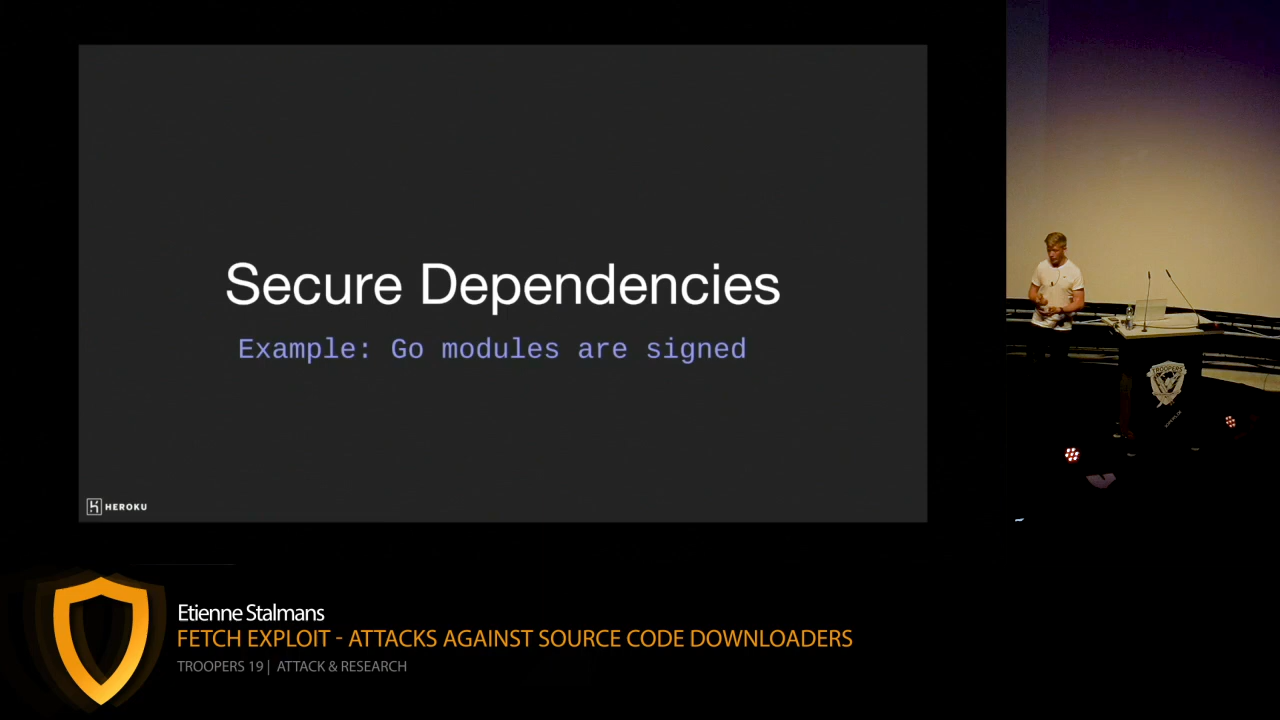 Secure Dependencies
Example: Go modules are signed
HEROKU
TROOPERS
Etienne Stalmans
FETCH EXPLOIT - ATTACKS AGAINST SOURCE CODE DOWNLOADERS
TROOPERS 19 | ATTACK & RESEARCH